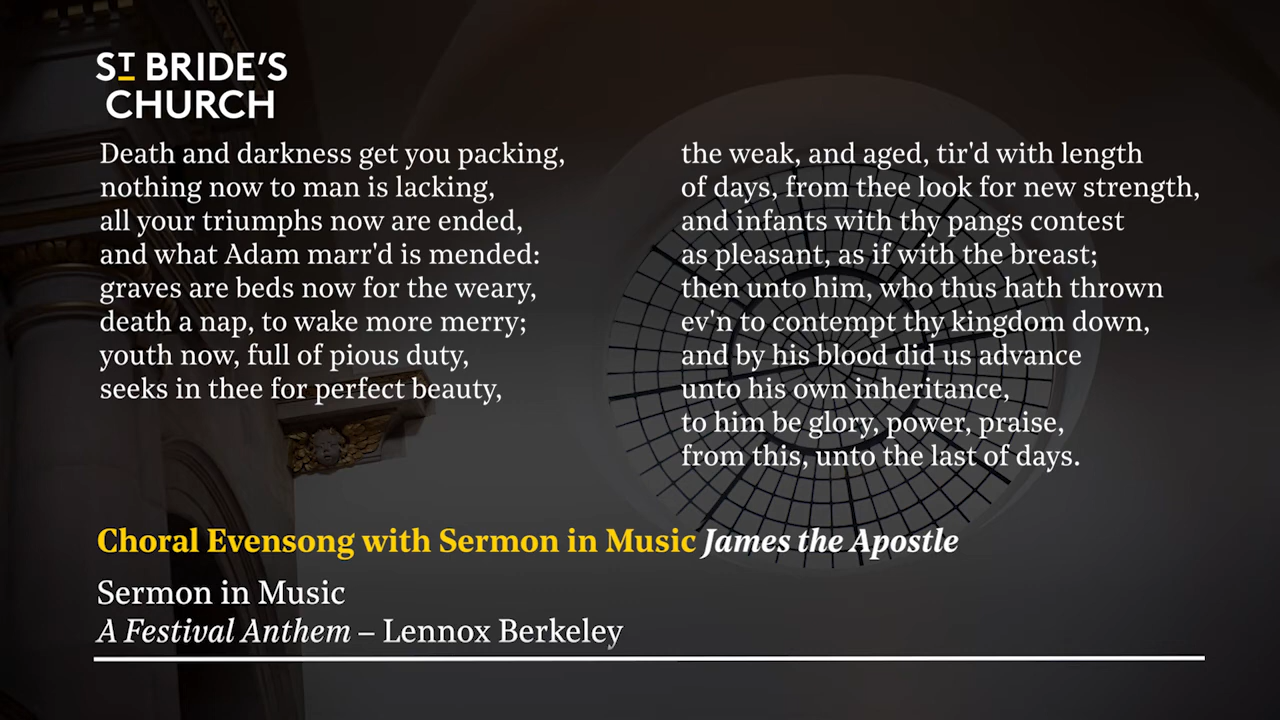 ST BRIDE'S
CHURCH
Death and darkness get you packing,
nothing now to man is lacking,
all your triumphs now are ended,
and what Adam marr'd is mended:
graves are beds now for the weary,
death a nap, to wake more merry;
youth now, full of pious duty,
seeks in thee for perfect beauty,
the weak, and aged, tir'd with length
of days, from thee look for new strength,
and infants with thy pangs contest
as pleasant, as if with the breast;
then unto him, who thus hath thrown
ev'n to contempt thy kingdom down,
and by his blood did us advance
unto his own inheritance,
to him be glory, power, praise,
from this, unto the last of days.
Choral Evensong with Sermon in Music James the Apostle
Sermon in Music
A Festival Anthem – Lennox Berkeley